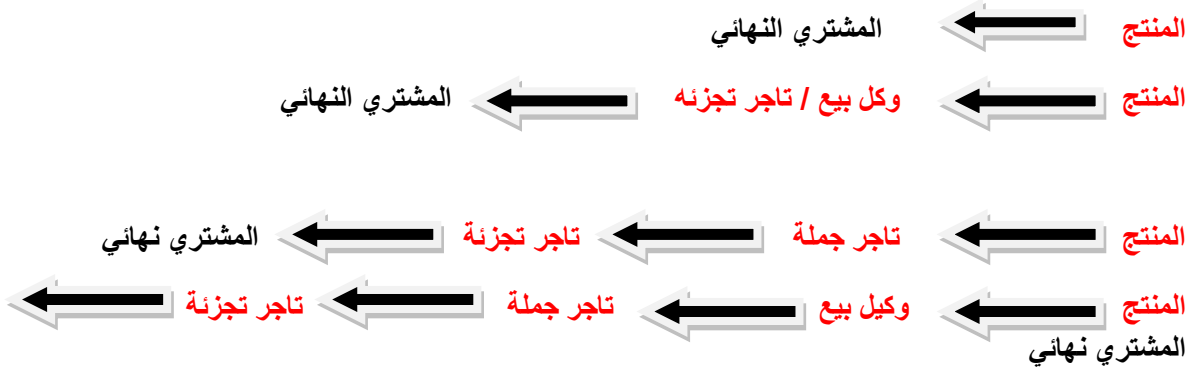 المنتج المشتري النهائي
المنتج وكل بيع / تاجر تجزئه المشتري النهائي
المنتج تاجر جملة تاجر تجزئة المشتري نهائي
المنتج وكيل بيع تاجر جملة تاجر تجزئة
المشتري نهائي